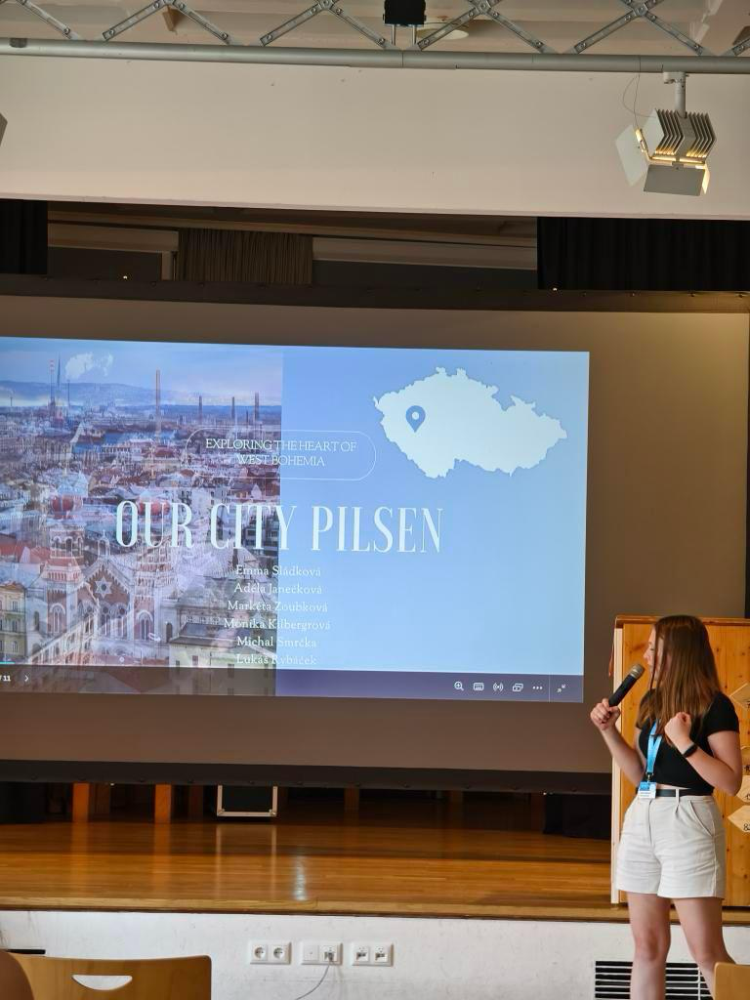 EXPLORING THE HEART OF
WEST BOHEMIA
OUR CITY PILSEN
Emma Sládková
Adéla Janečková
Markéta Zoubková
Monika Kilbergrová
Michal Smrčka
Lukáš Rybáček
/ 11